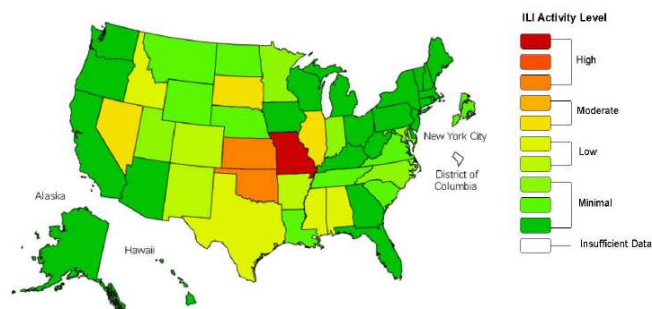 ILI Activity Level
High
Moderate
Low
Minimal
Insufficient Data
New York City
District of
Columbia
Alaska
Hawaii